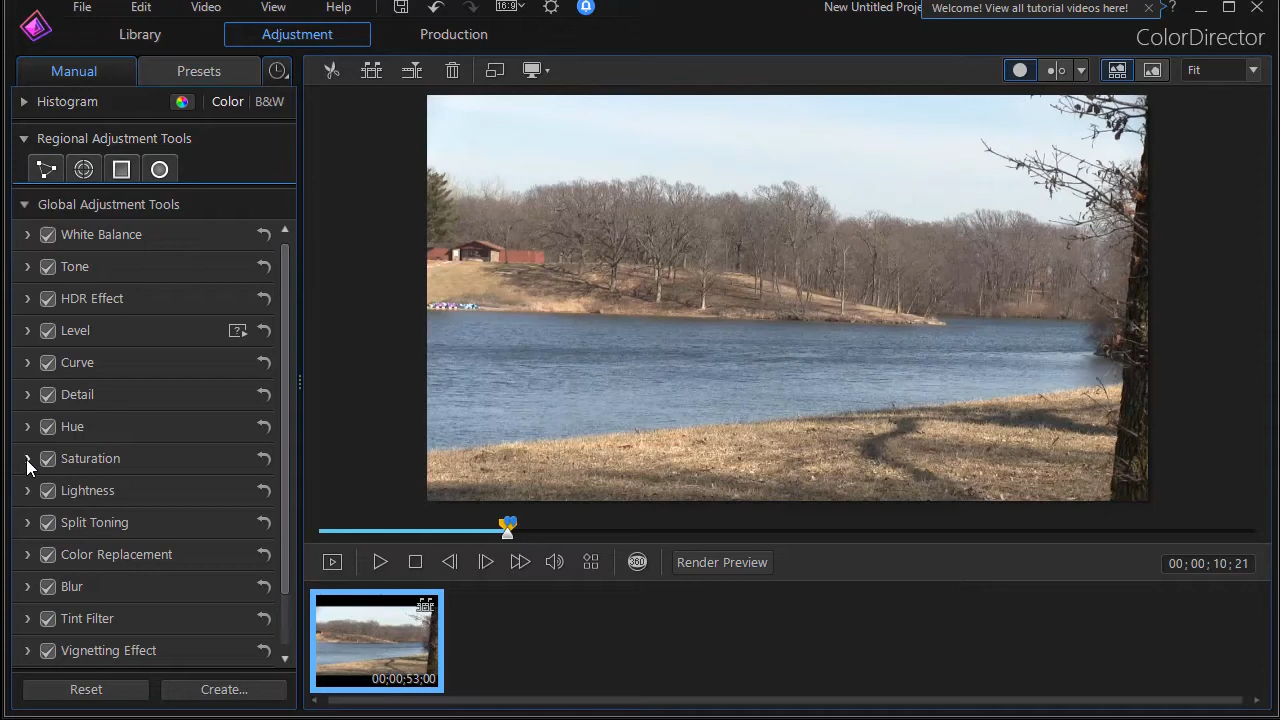 File Edit Video View Help 16:9 New Untitled Proje Welcome! View all tutorial videos here! ?
Library Adjustment Production ColorDirector
Manual Presets Fit
Histogram Color B&W
Regional Adjustment Tools
Global Adjustment Tools
White Balance
Tone
HDR Effect
Level ?
Curve
Detail
Hue
Saturation
Lightness
Split Toning
Color Replacement
Blur
Tint Filter
Vignetting Effect
Reset Create...
360 Render Preview 00; 00; 10; 21
00;00;53;00